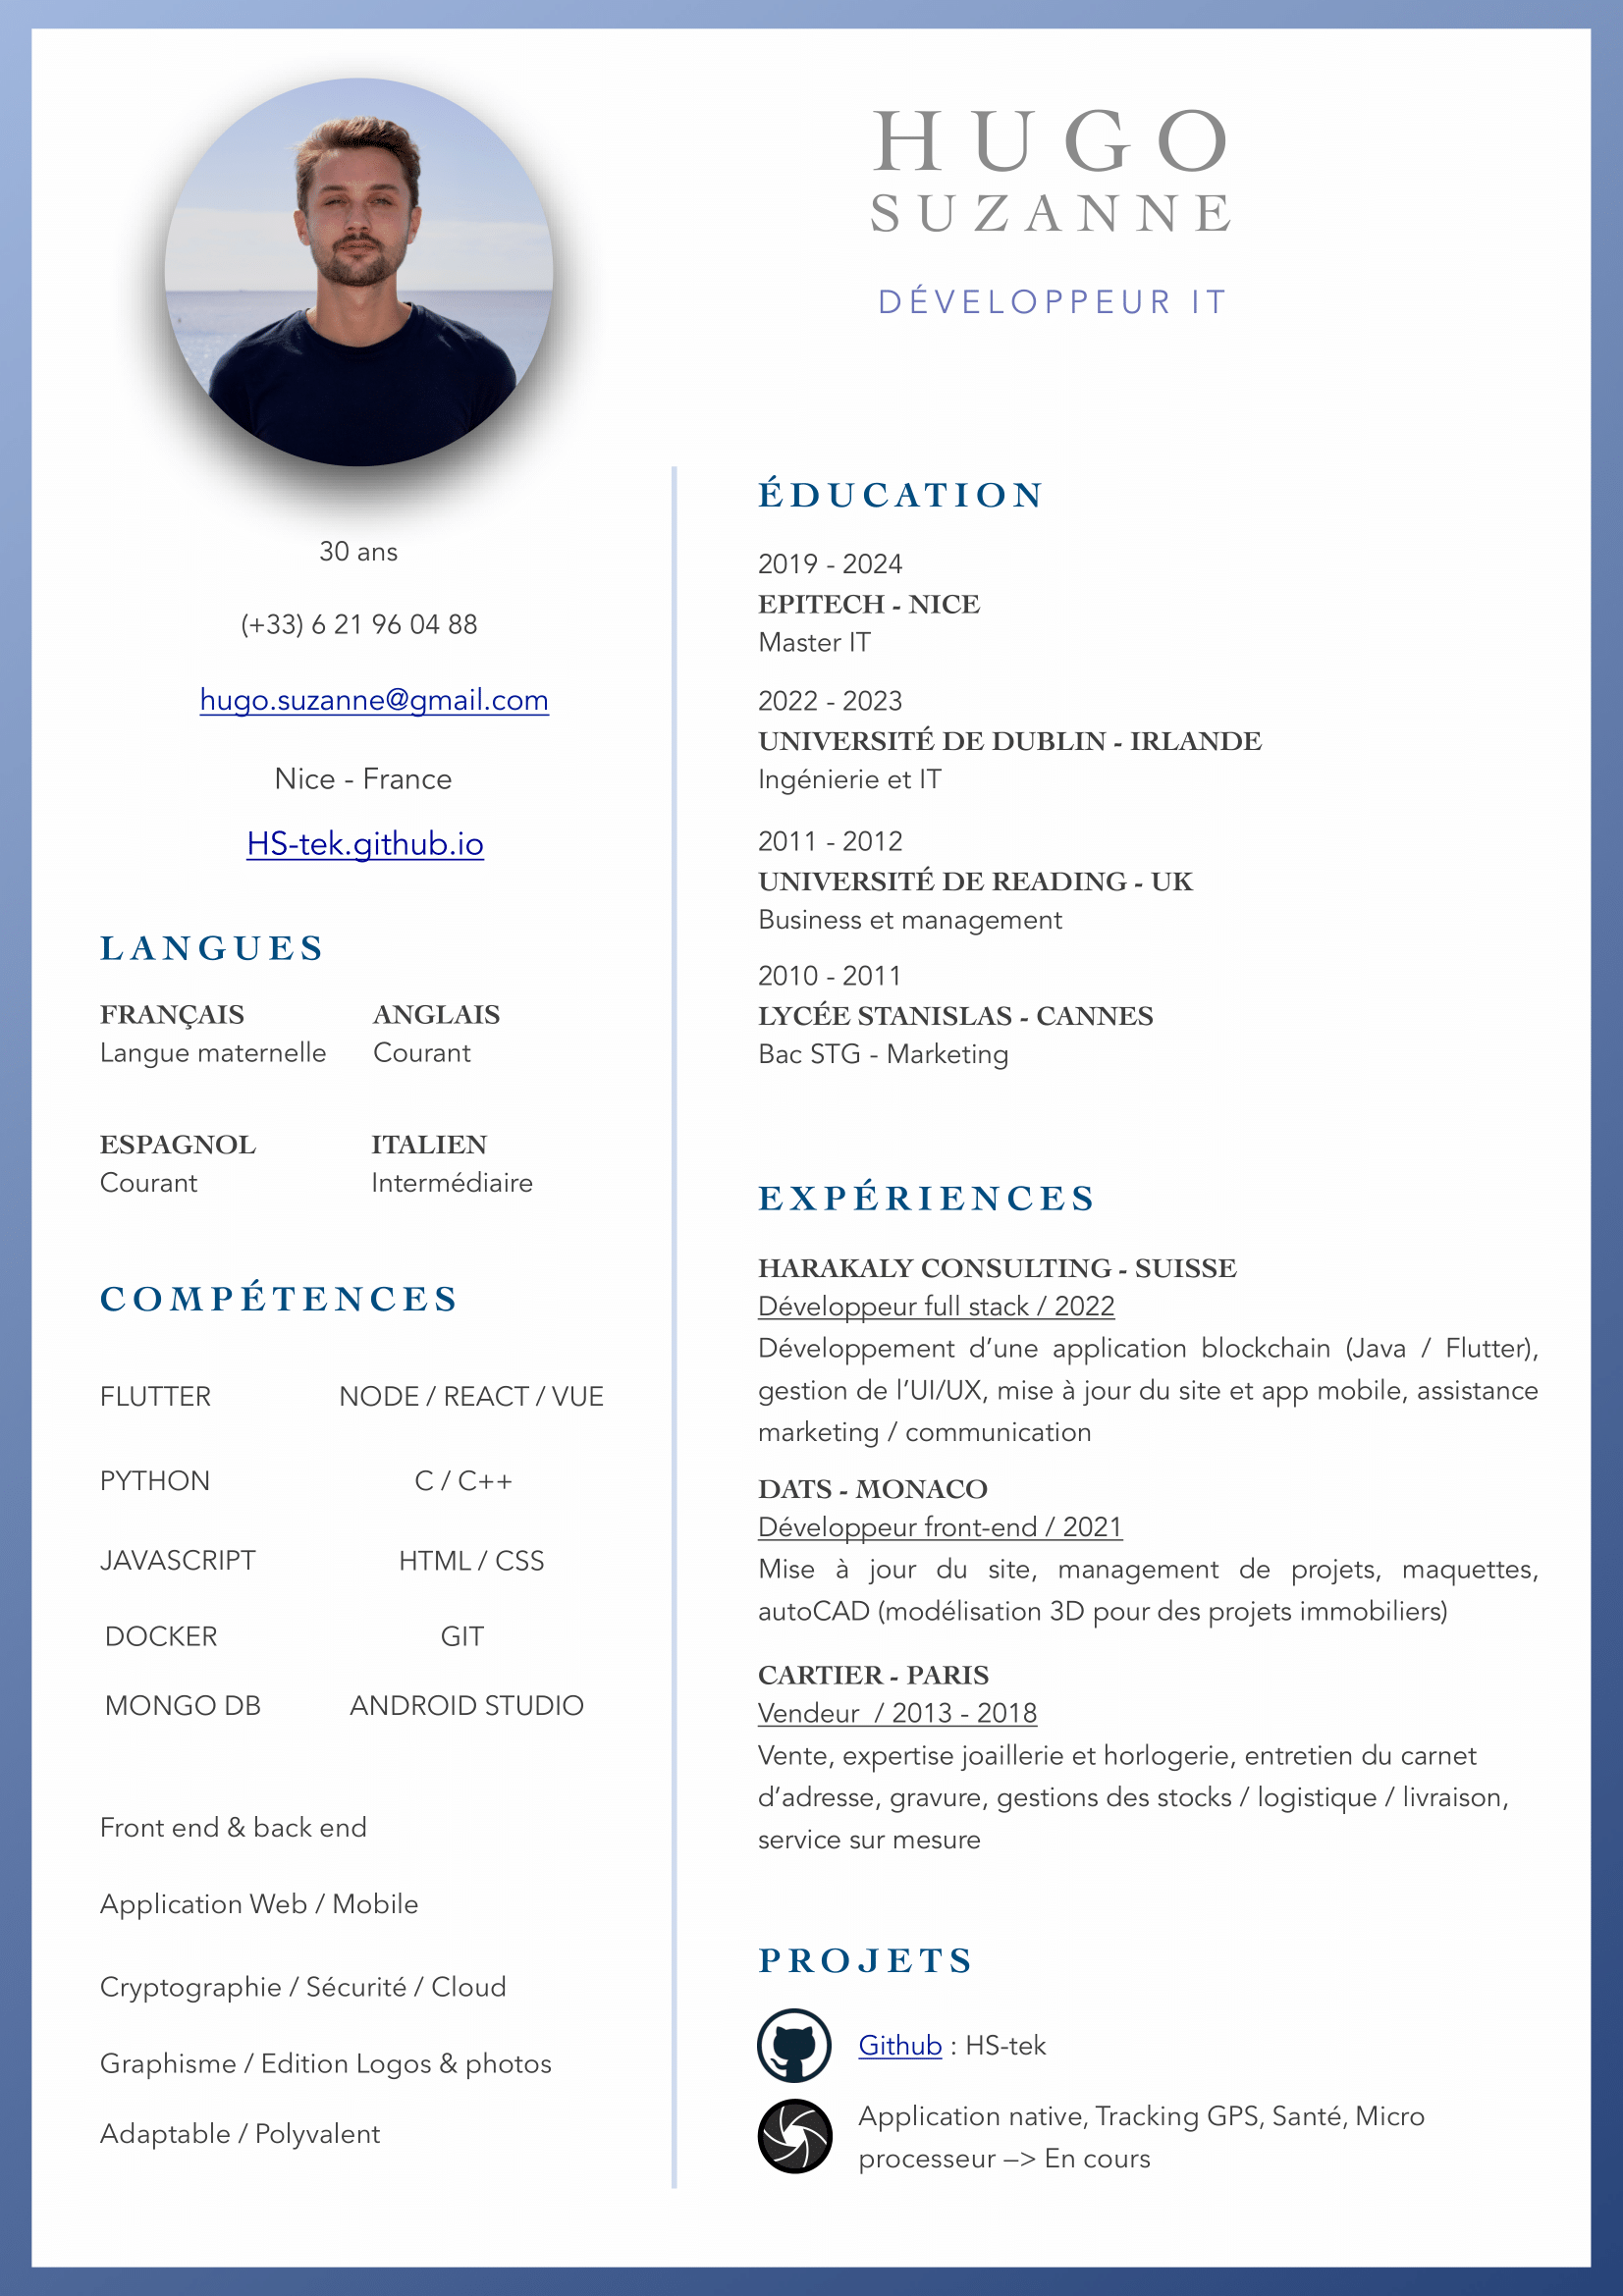 HUGO
SUZANNE
DÉVELOPPEUR IT
30 ans
(+33) 6 21 96 04 88
hugo.suzanne@gmail.com
Nice - France
HS-tek.github.io
LANGUES
FRANÇAIS ANGLAIS
Langue maternelle Courant
ESPAGNOL ITALIEN
Courant Intermédiaire
COMPÉTENCES
FLUTTER NODE / REACT / VUE
PYTHON C / C++
JAVASCRIPT HTML / CSS
DOCKER GIT
MONGO DB ANDROID STUDIO
Front end & back end
Application Web / Mobile
Cryptographie / Sécurité / Cloud
Graphisme / Edition Logos & photos
Adaptable / Polyvalent
ÉDUCATION
2019 - 2024
EPITECH - NICE
Master IT
2022 - 2023
UNIVERSITÉ DE DUBLIN - IRLANDE
Ingénierie et IT
2011 - 2012
UNIVERSITÉ DE READING - UK
Business et management
2010 - 2011
LYCÉE STANISLAS - CANNES
Bac STG - Marketing
EXPÉRIENCES
HARAKALY CONSULTING - SUISSE
Développeur full stack / 2022
Développement d’une application blockchain (Java / Flutter),
gestion de l’UI/UX, mise à jour du site et app mobile, assistance
marketing / communication
DATS - MONACO
Développeur front-end / 2021
Mise à jour du site, management de projets, maquettes,
autoCAD (modélisation 3D pour des projets immobiliers)
CARTIER - PARIS
Vendeur / 2013 - 2018
Vente, expertise joaillerie et horlogerie, entretien du carnet
d’adresse, gravure, gestions des stocks / logistique / livraison,
service sur mesure
PROJETS
Github : HS-tek
Application native, Tracking GPS, Santé, Micro
processeur —> En cours